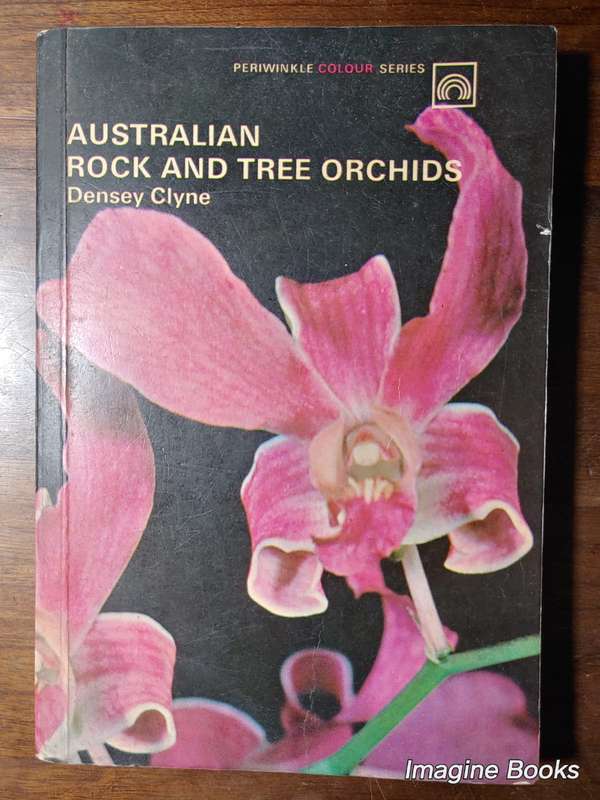 PERIWINKLE COLOUR SERIES
AUSTRALIAN
ROCK AND TREE ORCHIDS
Densey Clyne
Imagine Books